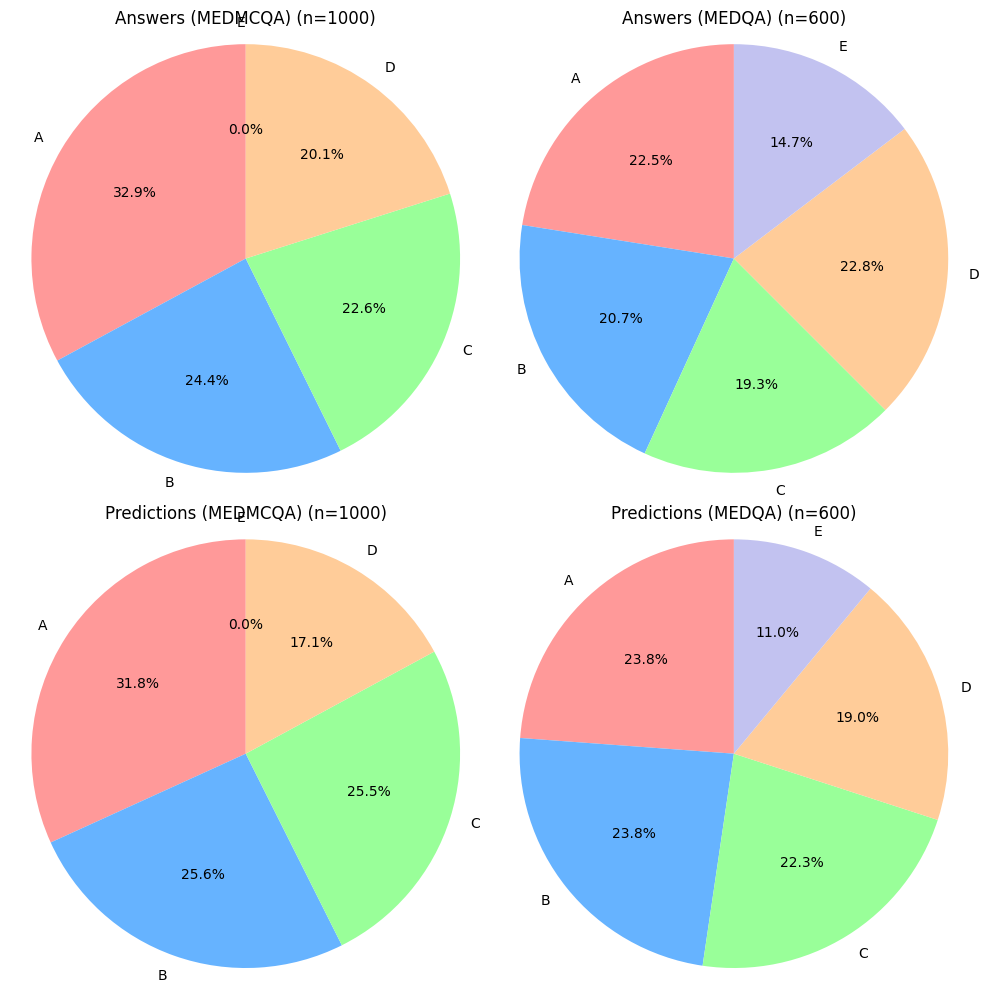 Answers (MEDMCQA) (n=1000)
E
D
A
0.0%
20.1%
32.9%
22.6%
C
24.4%
B
Answers (MEDQA) (n=600)
E
A
14.7%
22.5%
22.8%
D
20.7%
B
19.3%
C
Predictions (MEDMCQA) (n=1000)
E
D
A
0.0%
17.1%
31.8%
25.5%
C
25.6%
B
Predictions (MEDQA) (n=600)
E
A
11.0%
23.8%
D
19.0%
23.8%
22.3%
B
C